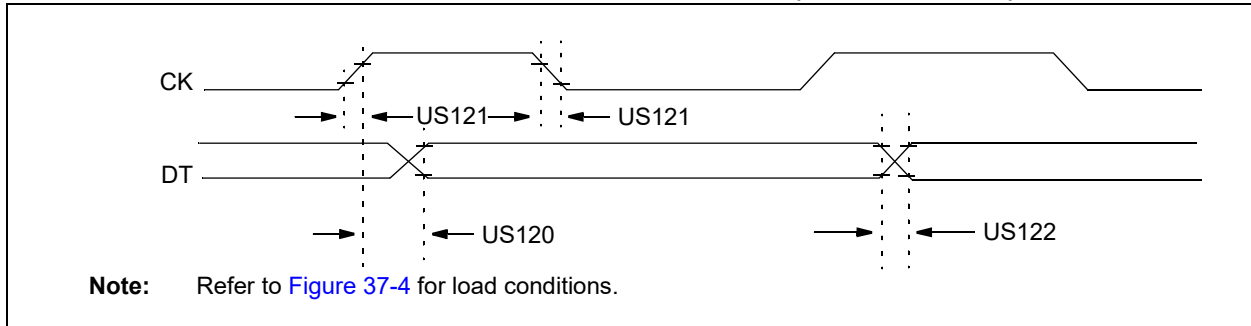 CK
US121
US121
DT
US120
US122
Note: Refer to Figure 37-4 for load conditions.